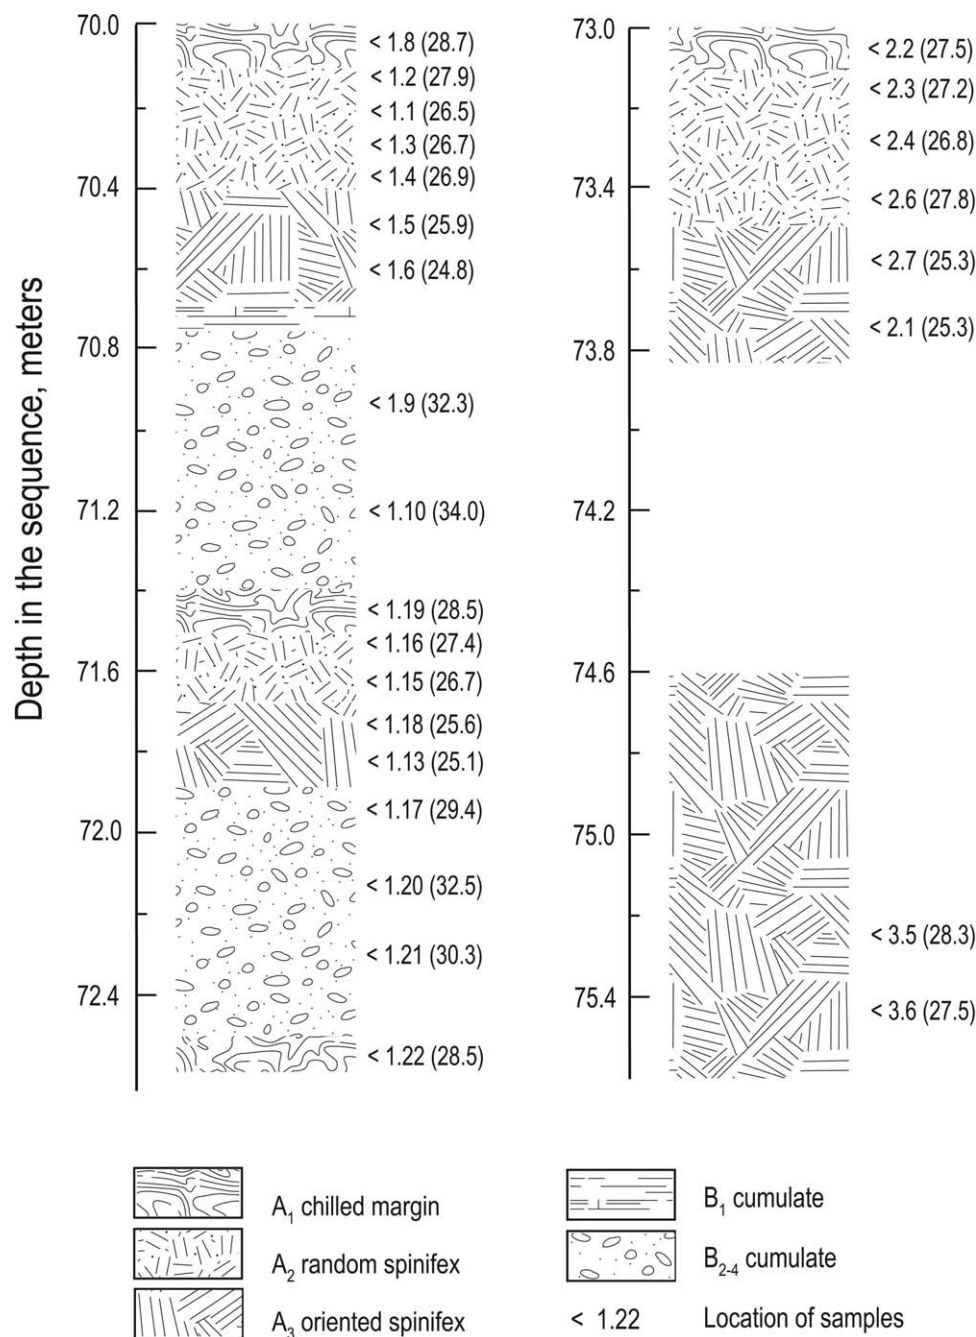 Depth in the sequence, meters
70.0
70.4
70.8
71.2
71.6
72.0
72.4
< 1.8 (28.7)
< 1.2 (27.9)
< 1.1 (26.5)
< 1.3 (26.7)
< 1.4 (26.9)
< 1.5 (25.9)
< 1.6 (24.8)
< 1.9 (32.3)
< 1.10 (34.0)
< 1.19 (28.5)
< 1.16 (27.4)
< 1.15 (26.7)
< 1.18 (25.6)
< 1.13 (25.1)
< 1.17 (29.4)
< 1.20 (32.5)
< 1.21 (30.3)
< 1.22 (28.5)
73.0
73.4
73.8
74.2
74.6
75.0
75.4
< 2.2 (27.5)
< 2.3 (27.2)
< 2.4 (26.8)
< 2.6 (27.8)
< 2.7 (25.3)
< 2.1 (25.3)
< 3.5 (28.3)
< 3.6 (27.5)
A₁ chilled margin
A₂ random spinifex
A₃ oriented spinifex
B₁ cumulate
B₂₋₄ cumulate
< 1.22 Location of samples